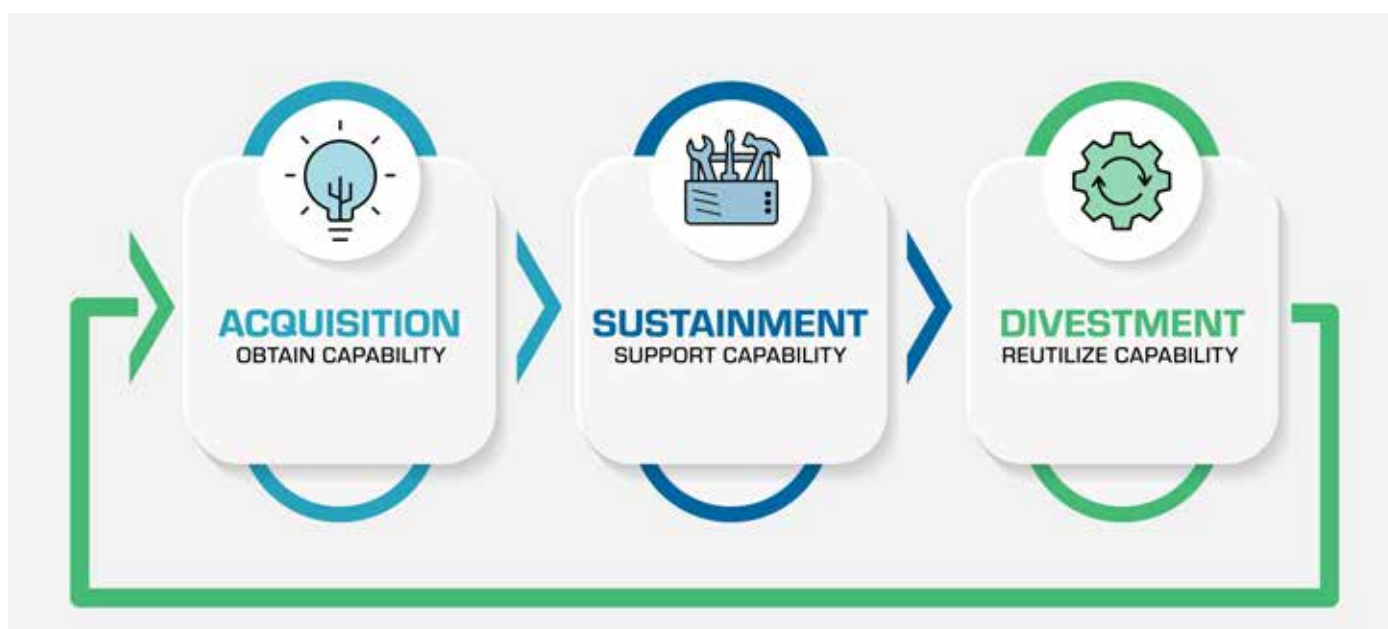 ACQUISITION
OBTAIN CAPABILITY
SUSTAINMENT
SUPPORT CAPABILITY
DIVESTMENT
REUTILIZE CAPABILITY